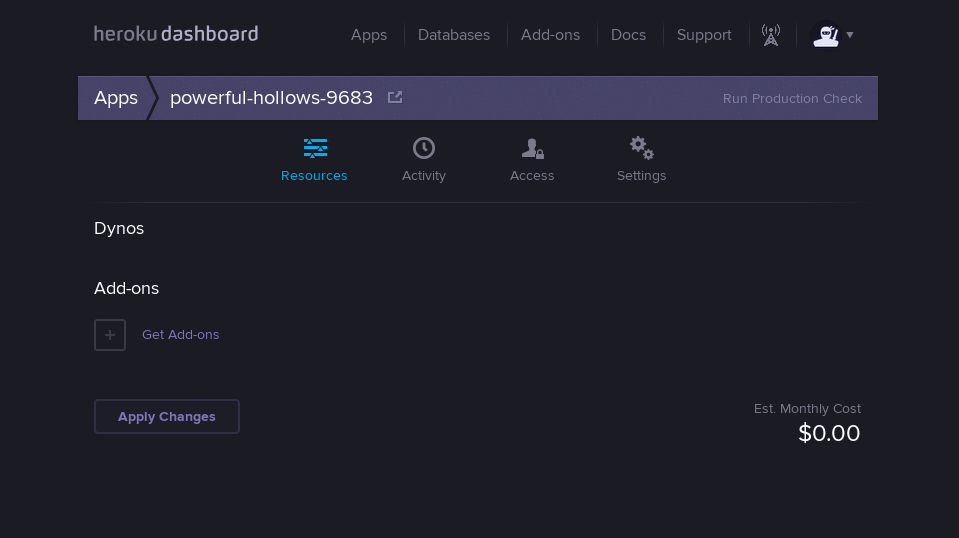 heroku dashboard
Apps Databases Add-ons Docs Support
Apps powerful-hollows-9683 Run Production Check
Resources Activity Access Settings
Dynos
Add-ons
Get Add-ons
Apply Changes
Est. Monthly Cost
$0.00